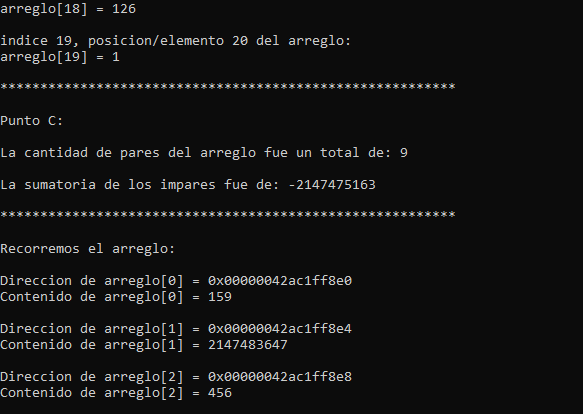 arreglo[18] = 126
indice 19, posicion/elemento 20 del arreglo:
arreglo[19] = 1
*********************************************************
Punto C:
La cantidad de pares del arreglo fue un total de: 9
La sumatoria de los impares fue de: -2147475163
*********************************************************
Recorremos el arreglo:
Direccion de arreglo[0] = 0x00000042ac1ff8e0
Contenido de arreglo[0] = 159
Direccion de arreglo[1] = 0x00000042ac1ff8e4
Contenido de arreglo[1] = 2147483647
Direccion de arreglo[2] = 0x00000042ac1ff8e8
Contenido de arreglo[2] = 456